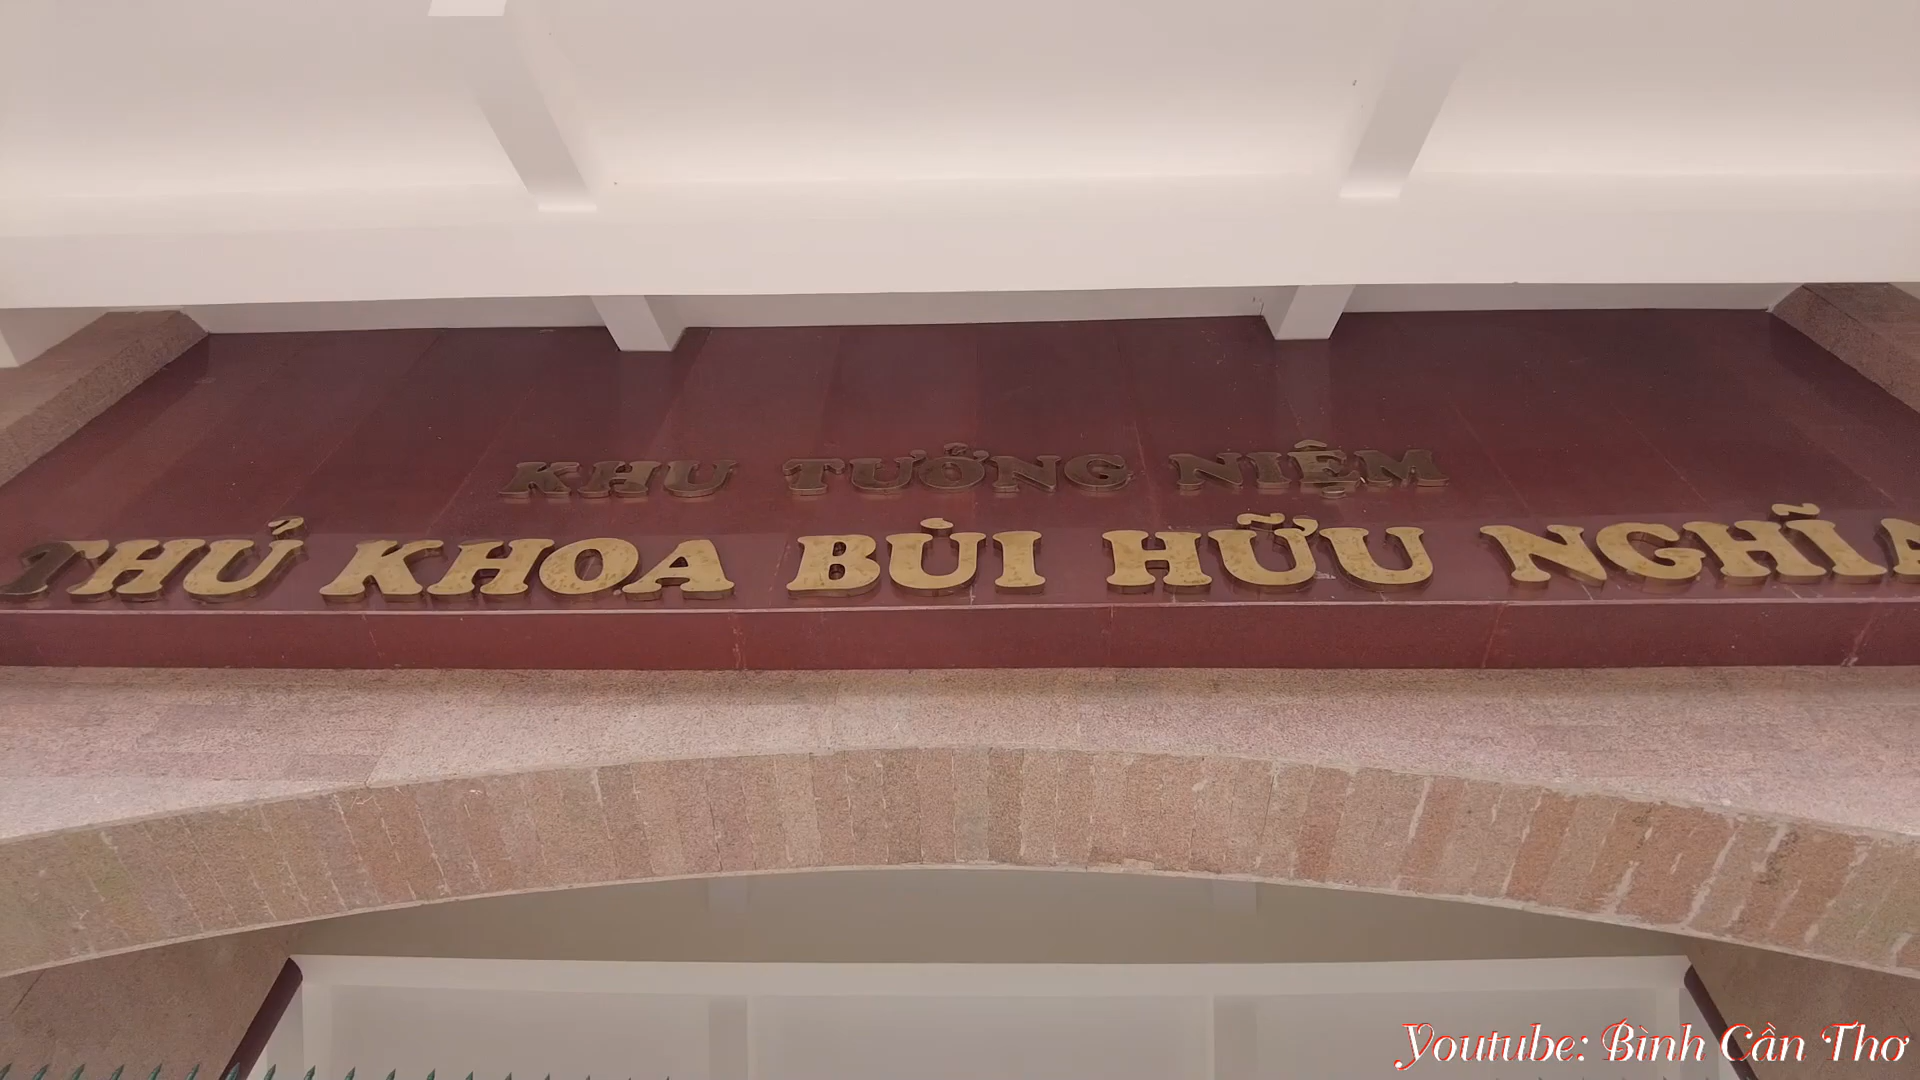 KHU TƯỞNG NIỆM
THỦ KHOA BÙI HỮU NGHĨA
Youtube: Bình Cần Thơ